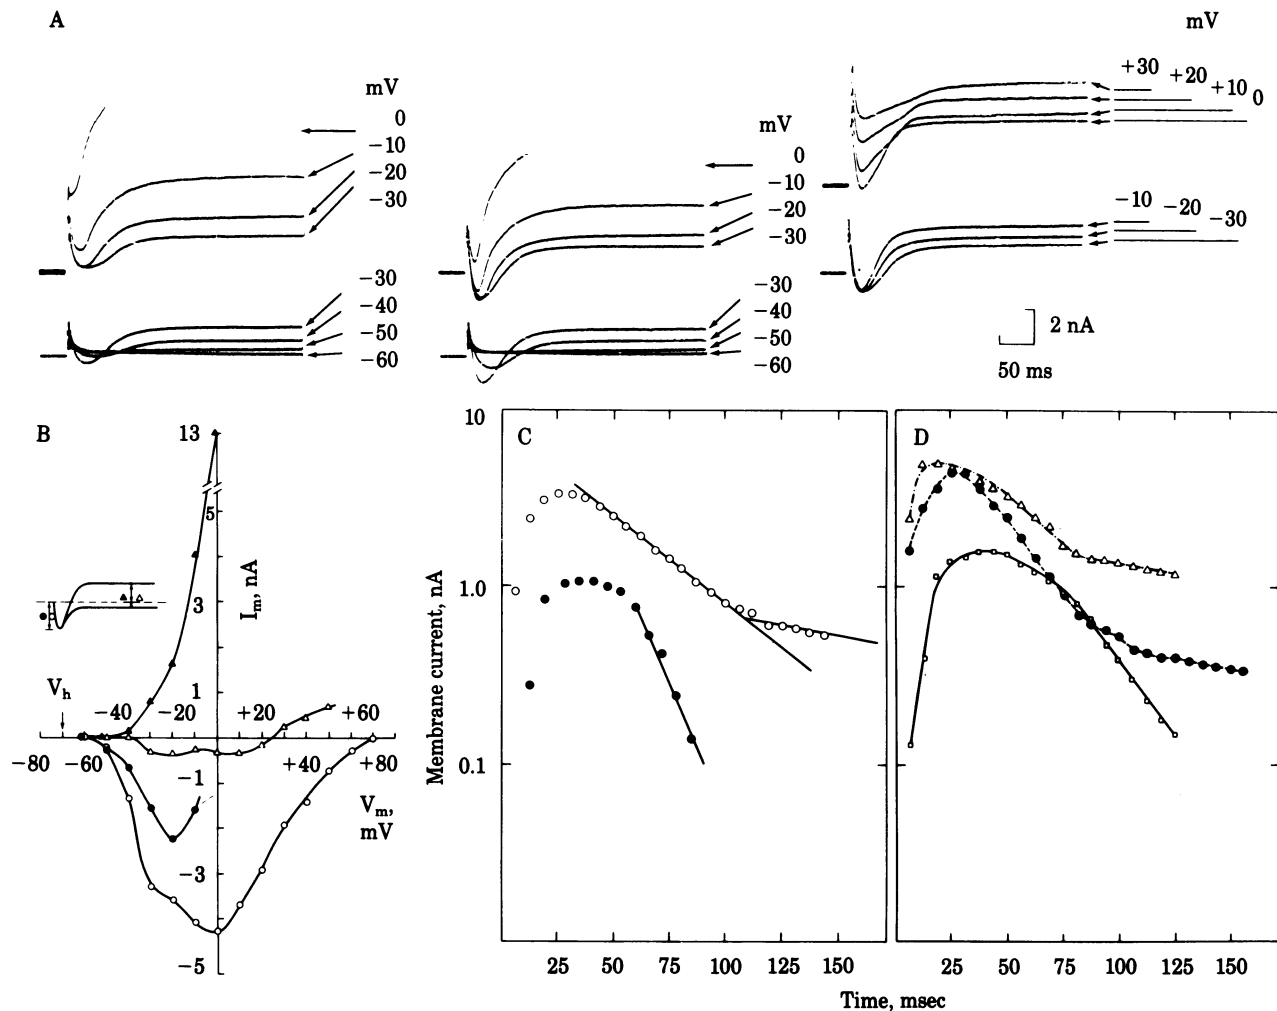 A
mV
0
−10
−20
−30
−30
−40
−50
−60
mV
0
−10
−20
−30
−30
−40
−50
−60
mV
+30 +20 +10 0
−10 −20 −30
2 nA
50 ms
B
13
5
3
1
−1
−3
−5
I_m, nA
V_h
−40 −20 +20 +60
−80 −60 +40 +80
V_m,
mV
C
10
1.0
0.1
Membrane current, nA
25 50 75 100 125 150
D
25 50 75 100 125 150
Time, msec